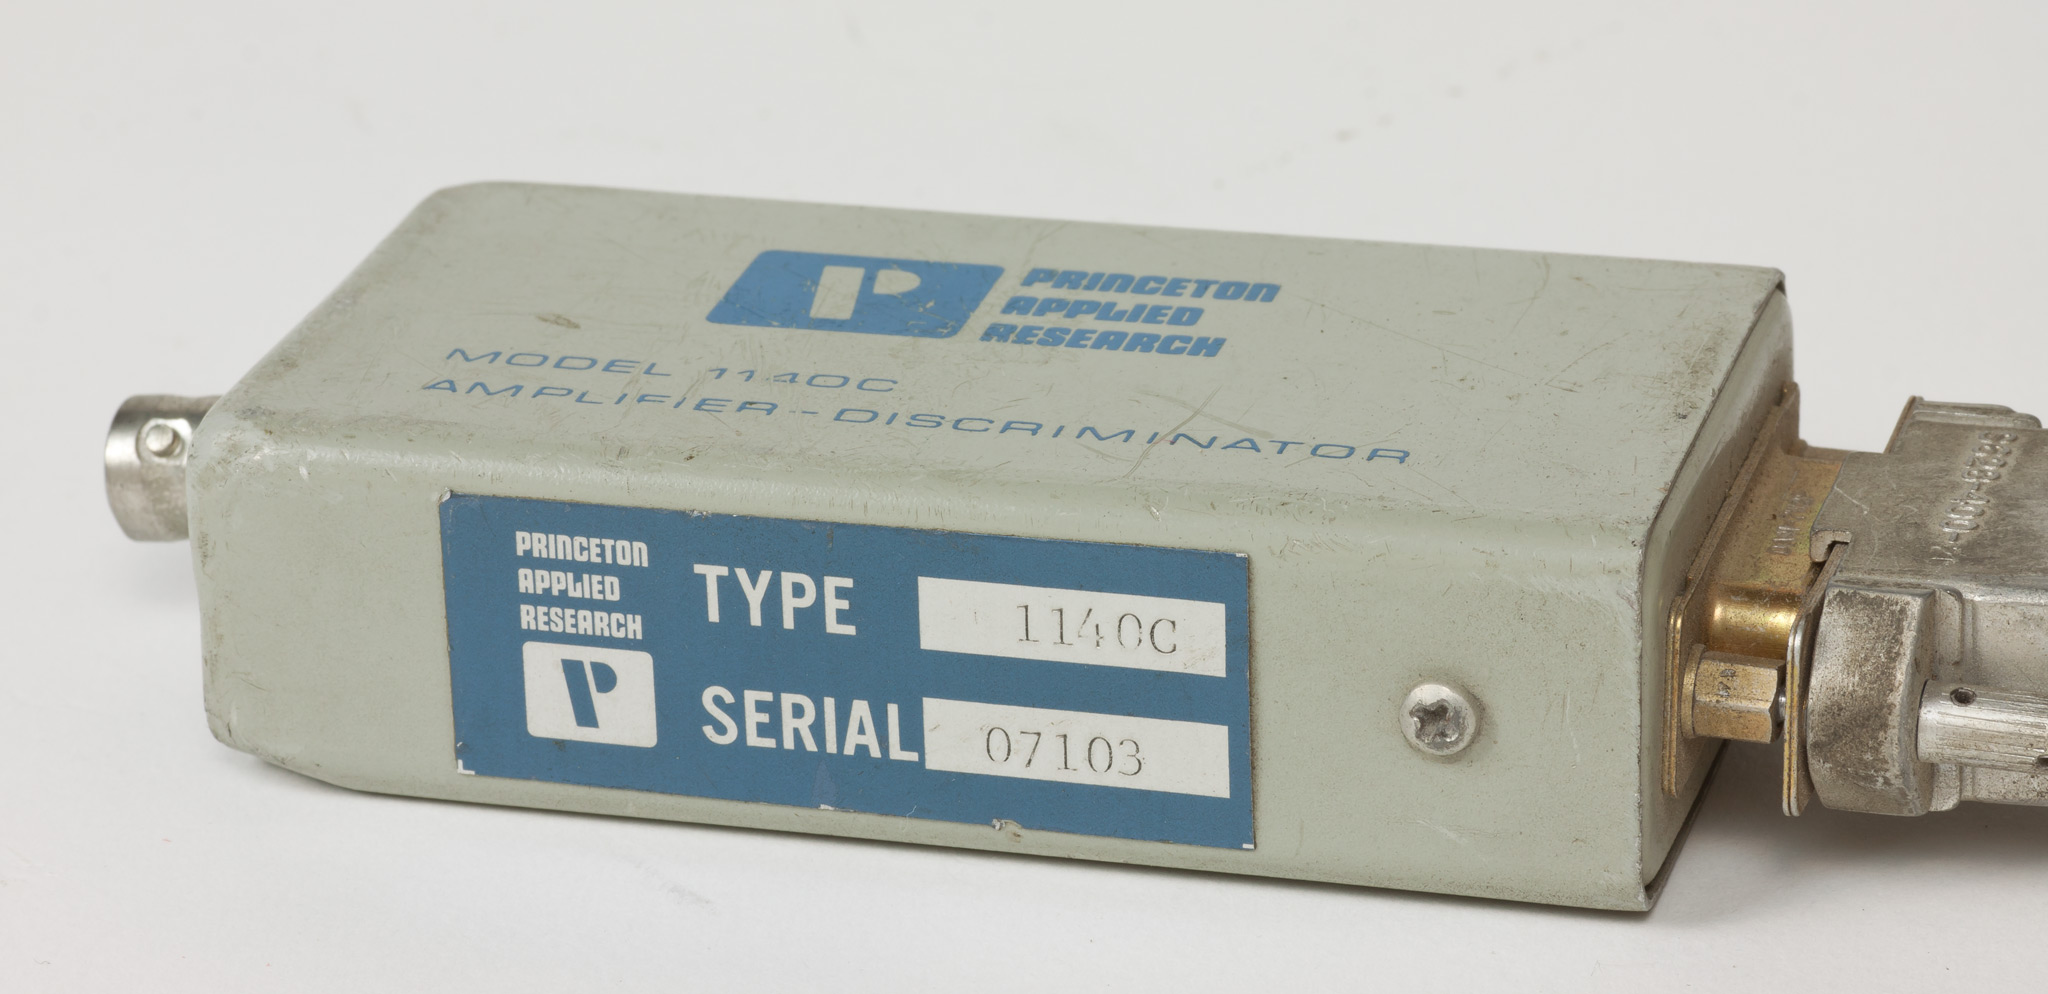 P
PRINCETON
APPLIED
RESEARCH
MODEL 1140C
AMPLIFIER-DISCRIMINATOR
PRINCETON
APPLIED
RESEARCH
P
TYPE 1140C
SERIAL 07103